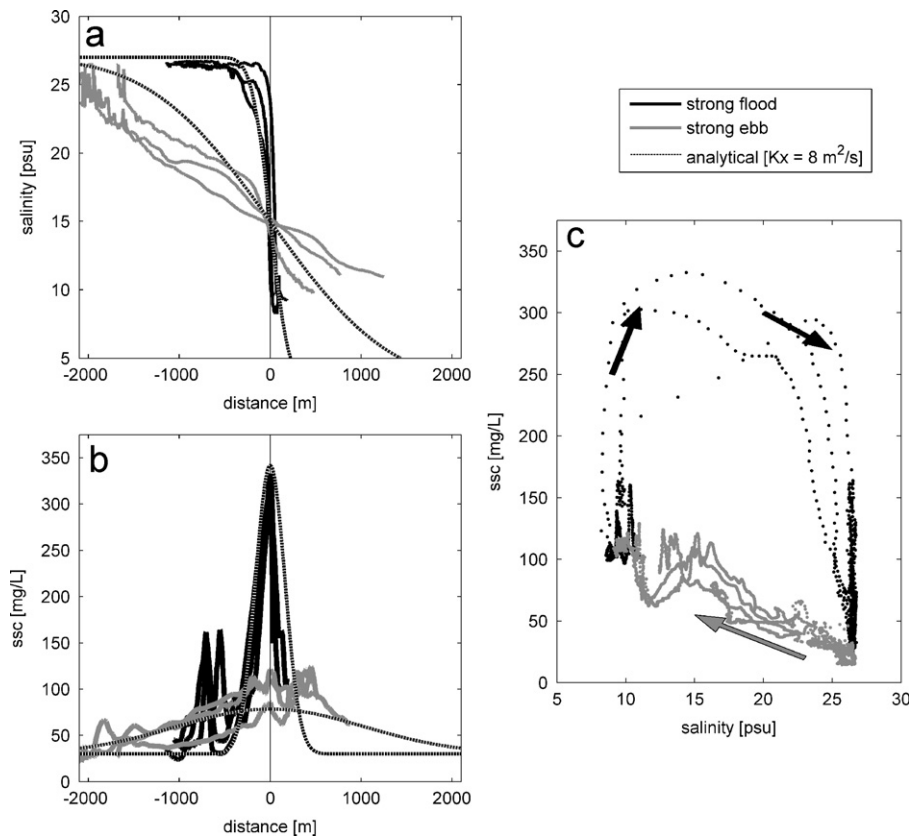 a
30
25
20
15
10
5
salinity [psu]
-2000 -1000 0 1000 2000
distance [m]
strong flood
strong ebb
analytical [Kx = 8 m²/s]
b
350
300
250
200
150
100
50
0
ssc [mg/L]
-2000 -1000 0 1000 2000
distance [m]
c
350
300
250
200
150
100
50
0
ssc [mg/L]
5 10 15 20 25 30
salinity [psu]